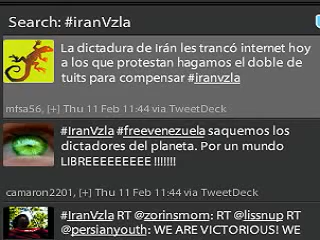 Search: #iranVzla
La dictadura de Irán les trancó internet hoy
a los que protestan hagamos el doble de
tuits para compensar #iranvzla
mfsa56, [+] Thu 11 Feb 11:44 via TweetDeck
#IranVzla #freevenezuela saquemos los
dictadores del planeta. Por un mundo
LIBREEEEEEEEE !!!!!!!
camaron2201, [+] Thu 11 Feb 11:44 via TweetDeck
#IranVzla RT @zorinsmom: RT @lissnup RT
@persianyouth: WE ARE VICTORIOUS! WE